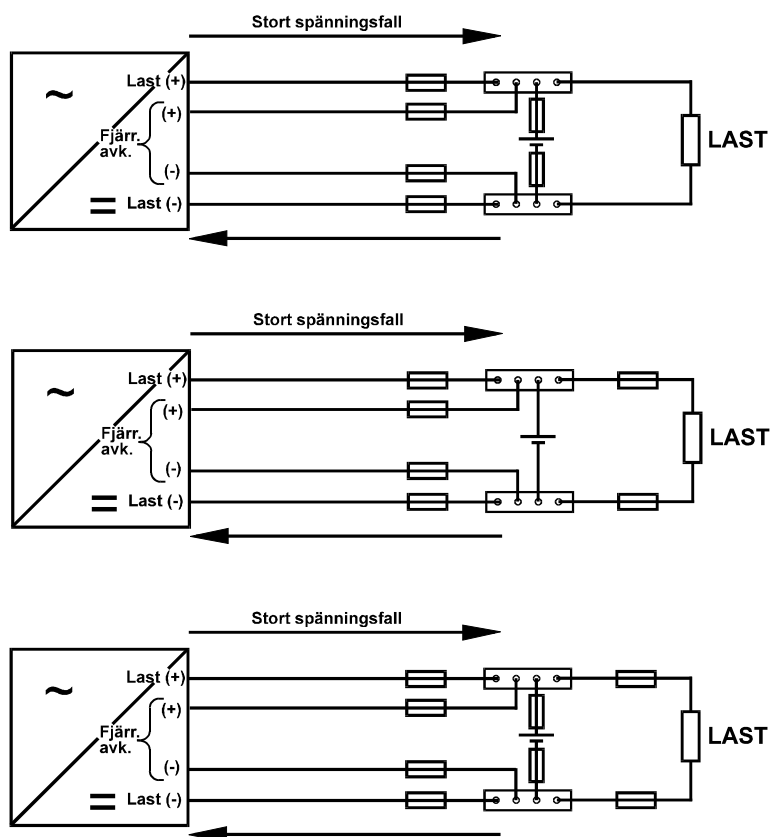 Stort spänningsfall
Last (+)
~
(+)
Fjärr.
avk.
LAST
(-)
= Last (-)
Stort spänningsfall
Last (+)
~
(+)
Fjärr.
avk.
LAST
(-)
= Last (-)
Stort spänningsfall
Last (+)
~
(+)
Fjärr.
avk.
LAST
(-)
= Last (-)